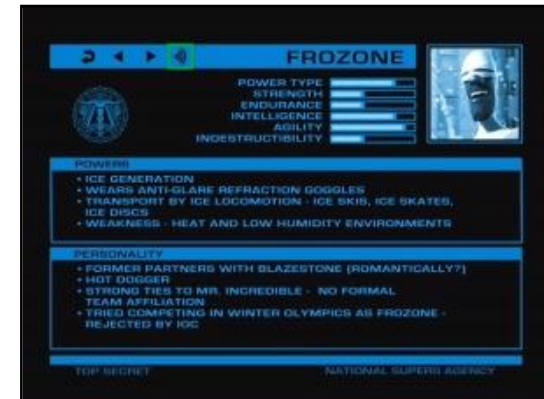 FROZONE
POWER TYPE
STRENGTH
ENDURANCE
INTELLIGENCE
AGILITY
INDESTRUCTIBILITY
POWERS
• ICE GENERATION
• WEARS ANTI-GLARE REFRACTION GOGGLES
• TRANSPORT BY ICE LOCOMOTION - ICE SKIS, ICE SKATES,
ICE DISCS
• WEAKNESS - HEAT AND LOW HUMIDITY ENVIRONMENTS
PERSONALITY
• FORMER PARTNERS WITH BLAZESTONE (ROMANTICALLY?)
• HOT DOGGER
• STRONG TIES TO MR. INCREDIBLE - NO FORMAL
TEAM AFFILIATION
• TRIED COMPETING IN WINTER OLYMPICS AS FROZONE -
REJECTED BY IOC
TOP SECRET
NATIONAL SUPERS AGENCY